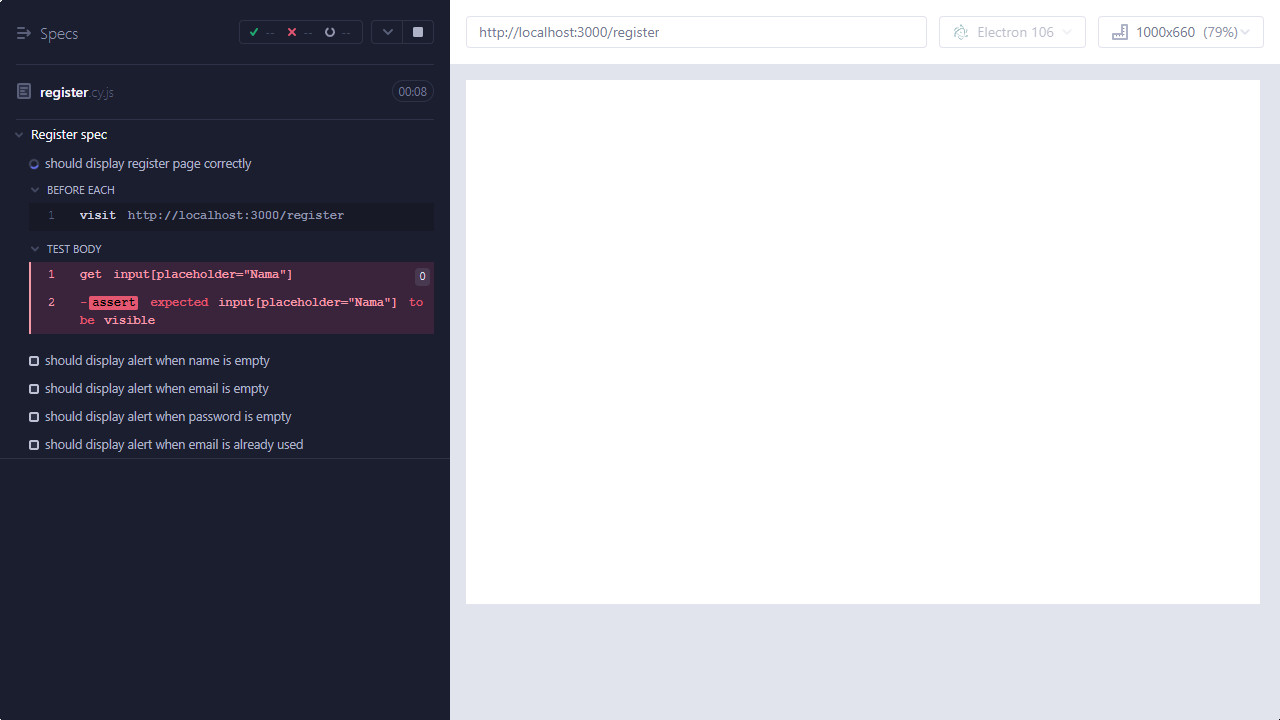 Specs
--
--
--
register.cy.js
00:08
Register spec
should display register page correctly
BEFORE EACH
1 visit http://localhost:3000/register
TEST BODY
1 get input[placeholder="Nama"] 0
2 -assert expected input[placeholder="Nama"] to
be visible
should display alert when name is empty
should display alert when email is empty
should display alert when password is empty
should display alert when email is already used
http://localhost:3000/register
Electron 106
1000x660 (79%)